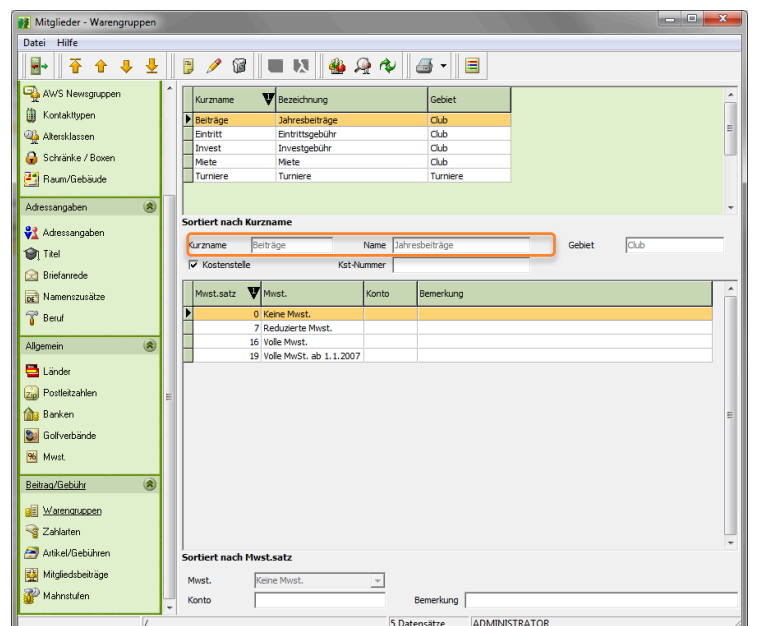 Mitglieder - Warengruppen
Datei Hilfe
AWS Newsgruppen
Kontakttypen
Altersklassen
Schränke / Boxen
Raum/Gebäude
Adressangaben
Adressangaben
Titel
Briefanrede
Namenszusätze
Beruf
Allgemein
Länder
Postleitzahlen
Banken
Golfverbände
Mwst.
Beitrag/Gebühr
Warengruppen
Zahlarten
Artikel/Gebühren
Mitgliedsbeiträge
Mahnstufen
Kurzname Bezeichnung Gebiet
Beiträge Jahresbeiträge Club
Eintritt Eintrittsgebühr Club
Invest Investgebühr Club
Miete Miete Club
Turniere Turniere Turniere
Sortiert nach Kurzname
Kurzname Beiträge Name Jahresbeiträge Gebiet Club
Kostenstelle Kst-Nummer
Mwst.satz Mwst. Konto Bemerkung
0 Keine Mwst.
7 Reduzierte Mwst.
16 Volle Mwst.
19 Volle MwSt. ab 1.1.2007
Sortiert nach Mwst.satz
Mwst. Keine Mwst.
Konto Bemerkung
/ 5 Datensätze ADMINISTRATOR